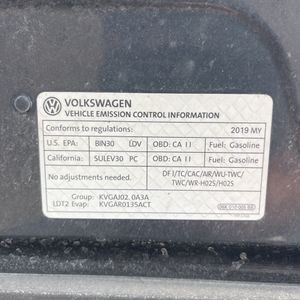 VOLKSWAGEN
VEHICLE EMISSION CONTROL INFORMATION
Conforms to regulations: 2019 MY
U.S. EPA: BIN30 LDV OBD: CA II Fuel: Gasoline
California: SULEV30 PC OBD: CA II Fuel: Gasoline
No adjustments needed.
DFI/TC/CAC/AIR/WU-TWC/
TWC/WR-HO2S/HO2S
Group: KVGAJ02.0A3A
LDT2 Evap: KVGAR0135ACT